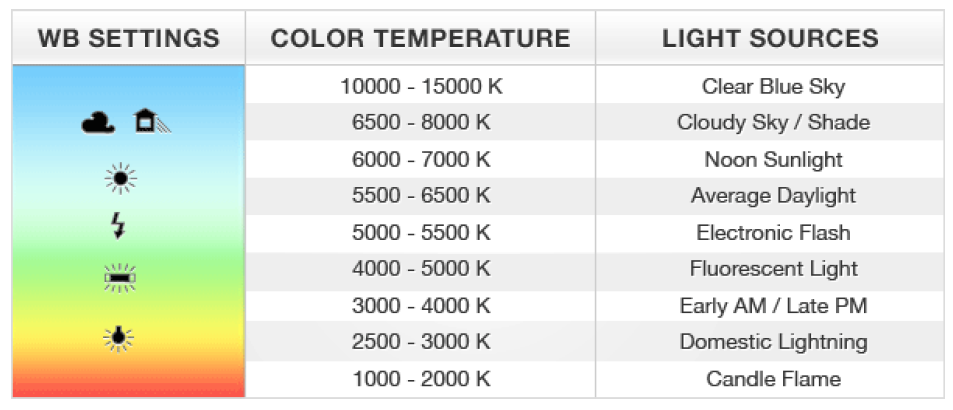 WB SETTINGS COLOR TEMPERATURE LIGHT SOURCES
10000 - 15000 K Clear Blue Sky
6500 - 8000 K Cloudy Sky / Shade
6000 - 7000 K Noon Sunlight
5500 - 6500 K Average Daylight
5000 - 5500 K Electronic Flash
4000 - 5000 K Fluorescent Light
3000 - 4000 K Early AM / Late PM
2500 - 3000 K Domestic Lightning
1000 - 2000 K Candle Flame